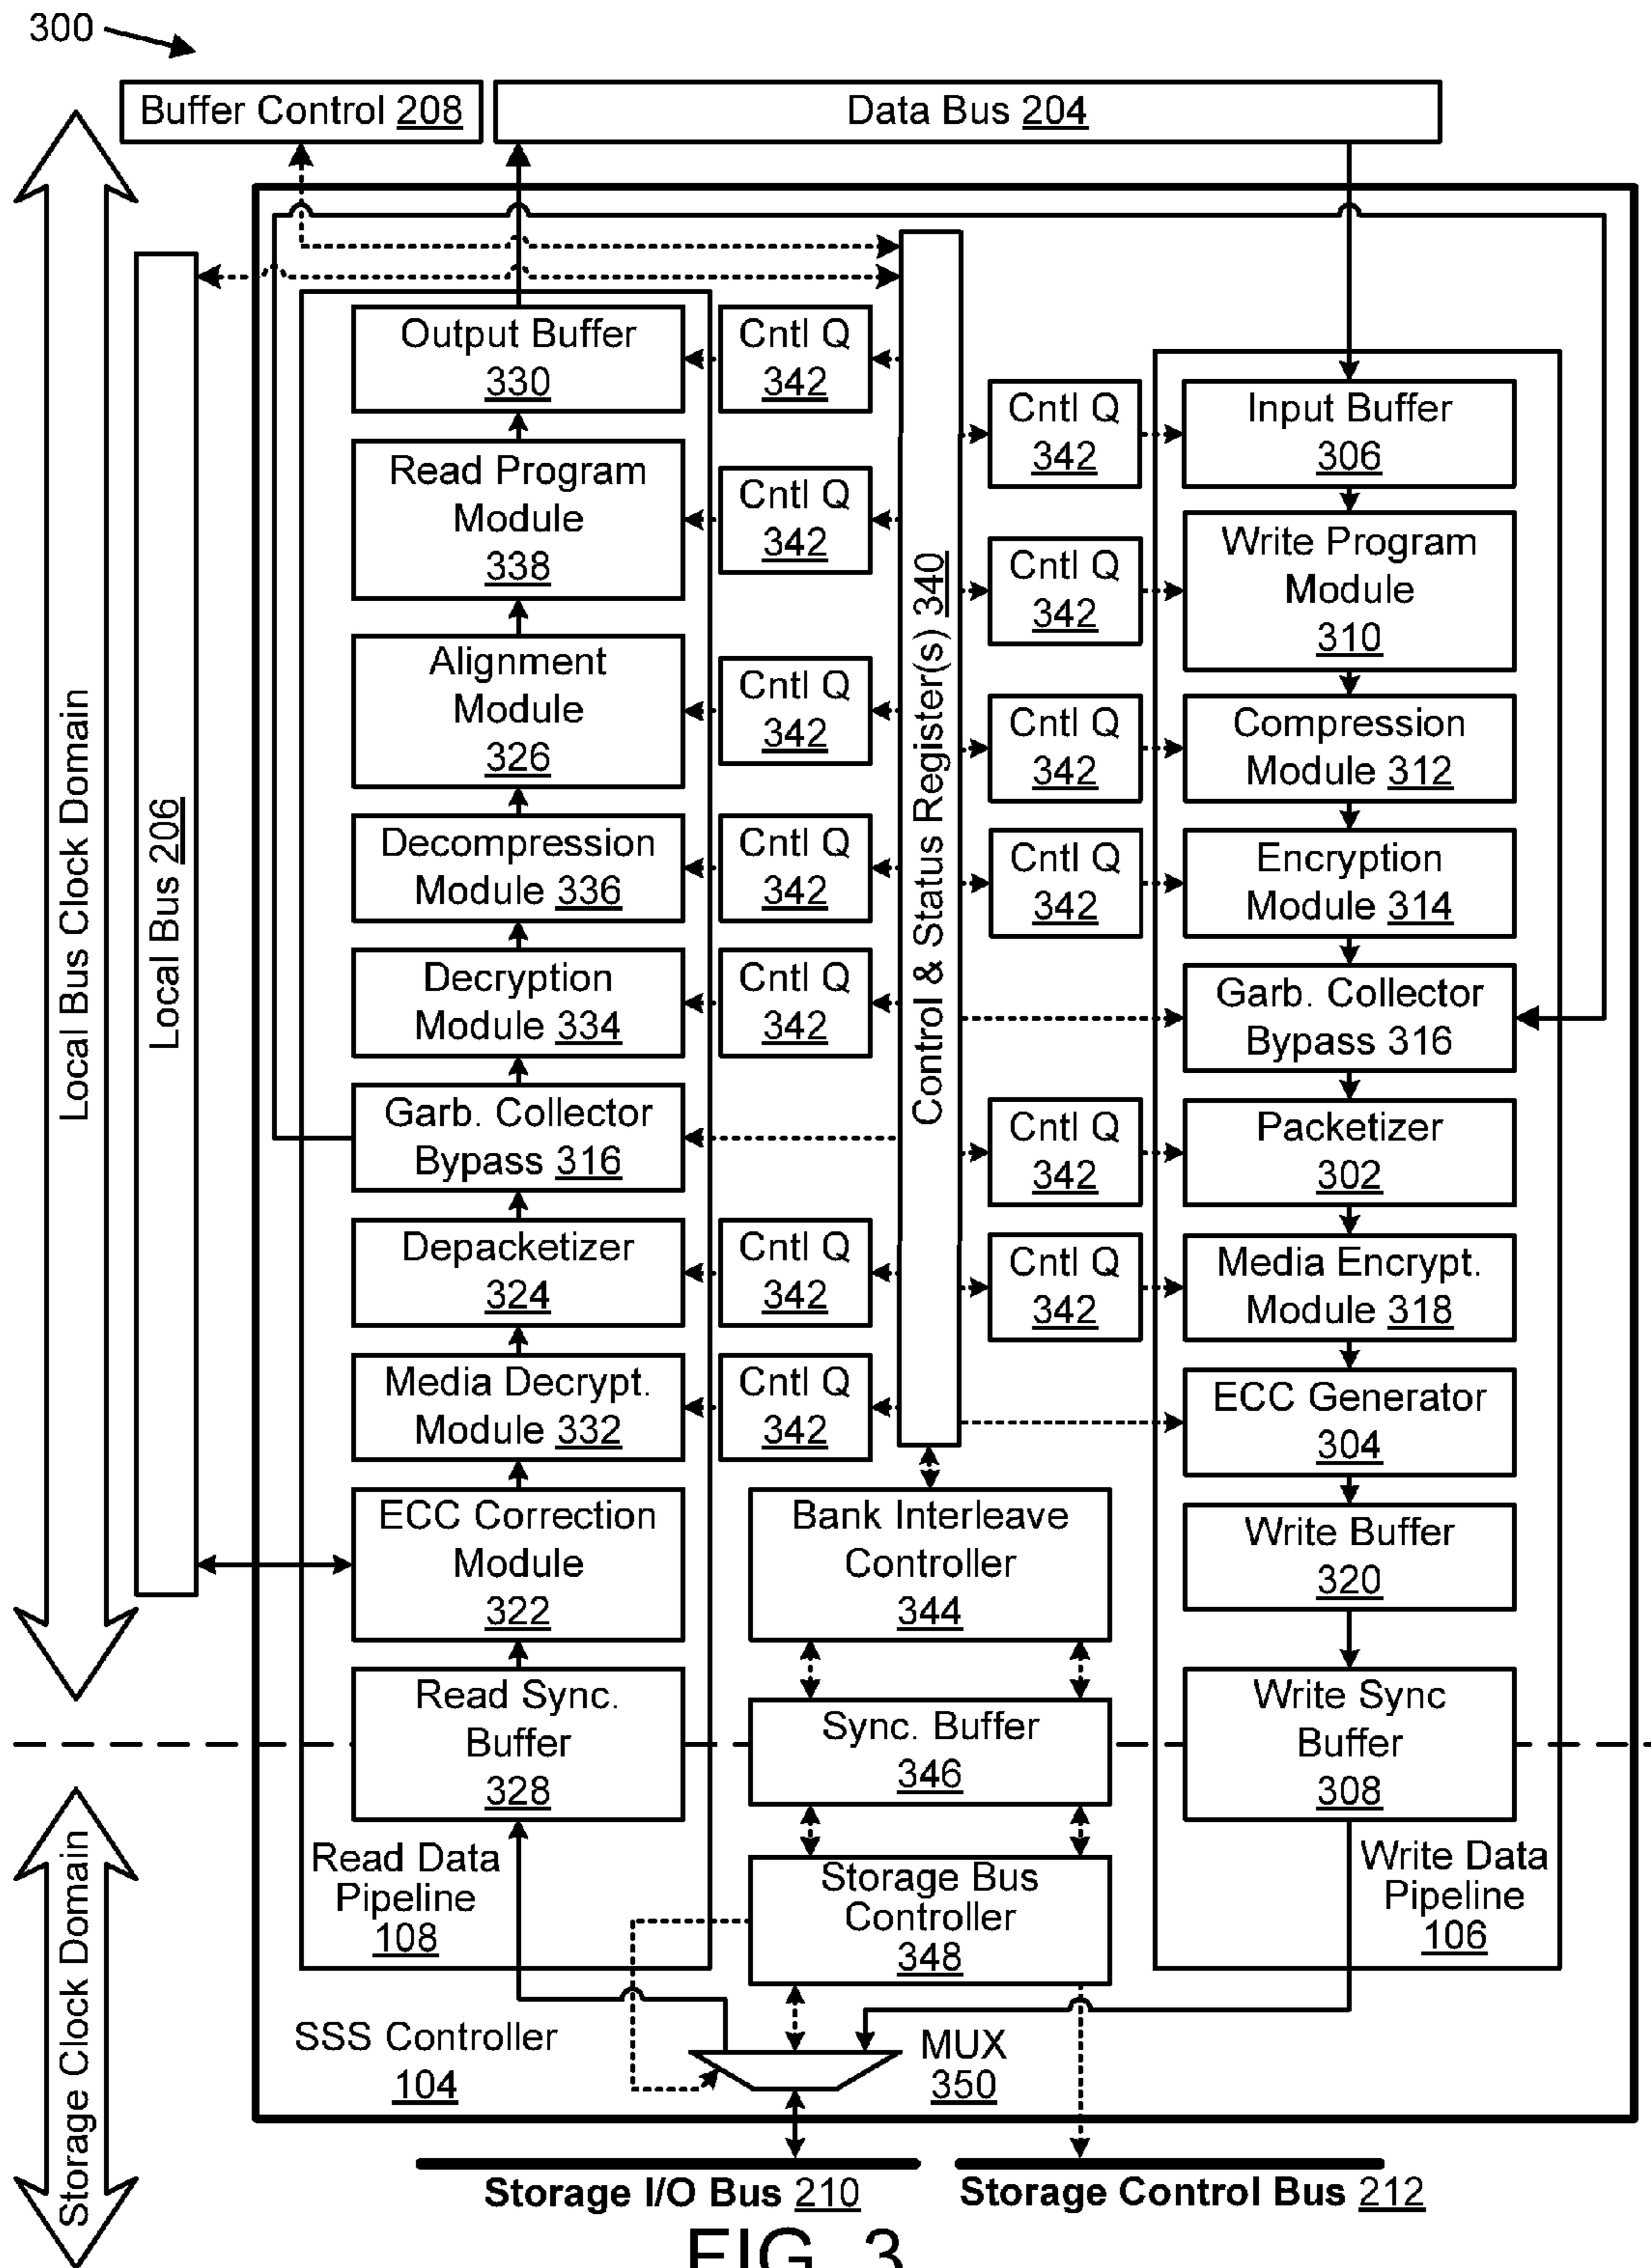 300
Buffer Control 208
Data Bus 204
Local Bus Clock Domain
Local Bus 206
Output Buffer
330
Cntl Q
342
Read Program
Module
338
Cntl Q
342
Alignment
Module
326
Cntl Q
342
Decompression
Module 336
Cntl Q
342
Decryption
Module 334
Cntl Q
342
Garb. Collector
Bypass 316
Depacketizer
324
Cntl Q
342
Media Decrypt.
Module 332
Cntl Q
342
ECC Correction
Module
322
Read Sync.
Buffer
328
Read Data
Pipeline
108
Control & Status Register(s) 340
Bank Interleave
Controller
344
Sync. Buffer
346
Storage Bus
Controller
348
Cntl Q
342
Input Buffer
306
Cntl Q
342
Write Program
Module
310
Cntl Q
342
Compression
Module 312
Cntl Q
342
Encryption
Module 314
Garb. Collector
Bypass 316
Cntl Q
342
Packetizer
302
Cntl Q
342
Media Encrypt.
Module 318
ECC Generator
304
Write Buffer
320
Write Sync
Buffer
308
Write Data
Pipeline
106
Storage Clock Domain
SSS Controller
104
MUX
350
Storage I/O Bus 210
Storage Control Bus 212
FIG. 3